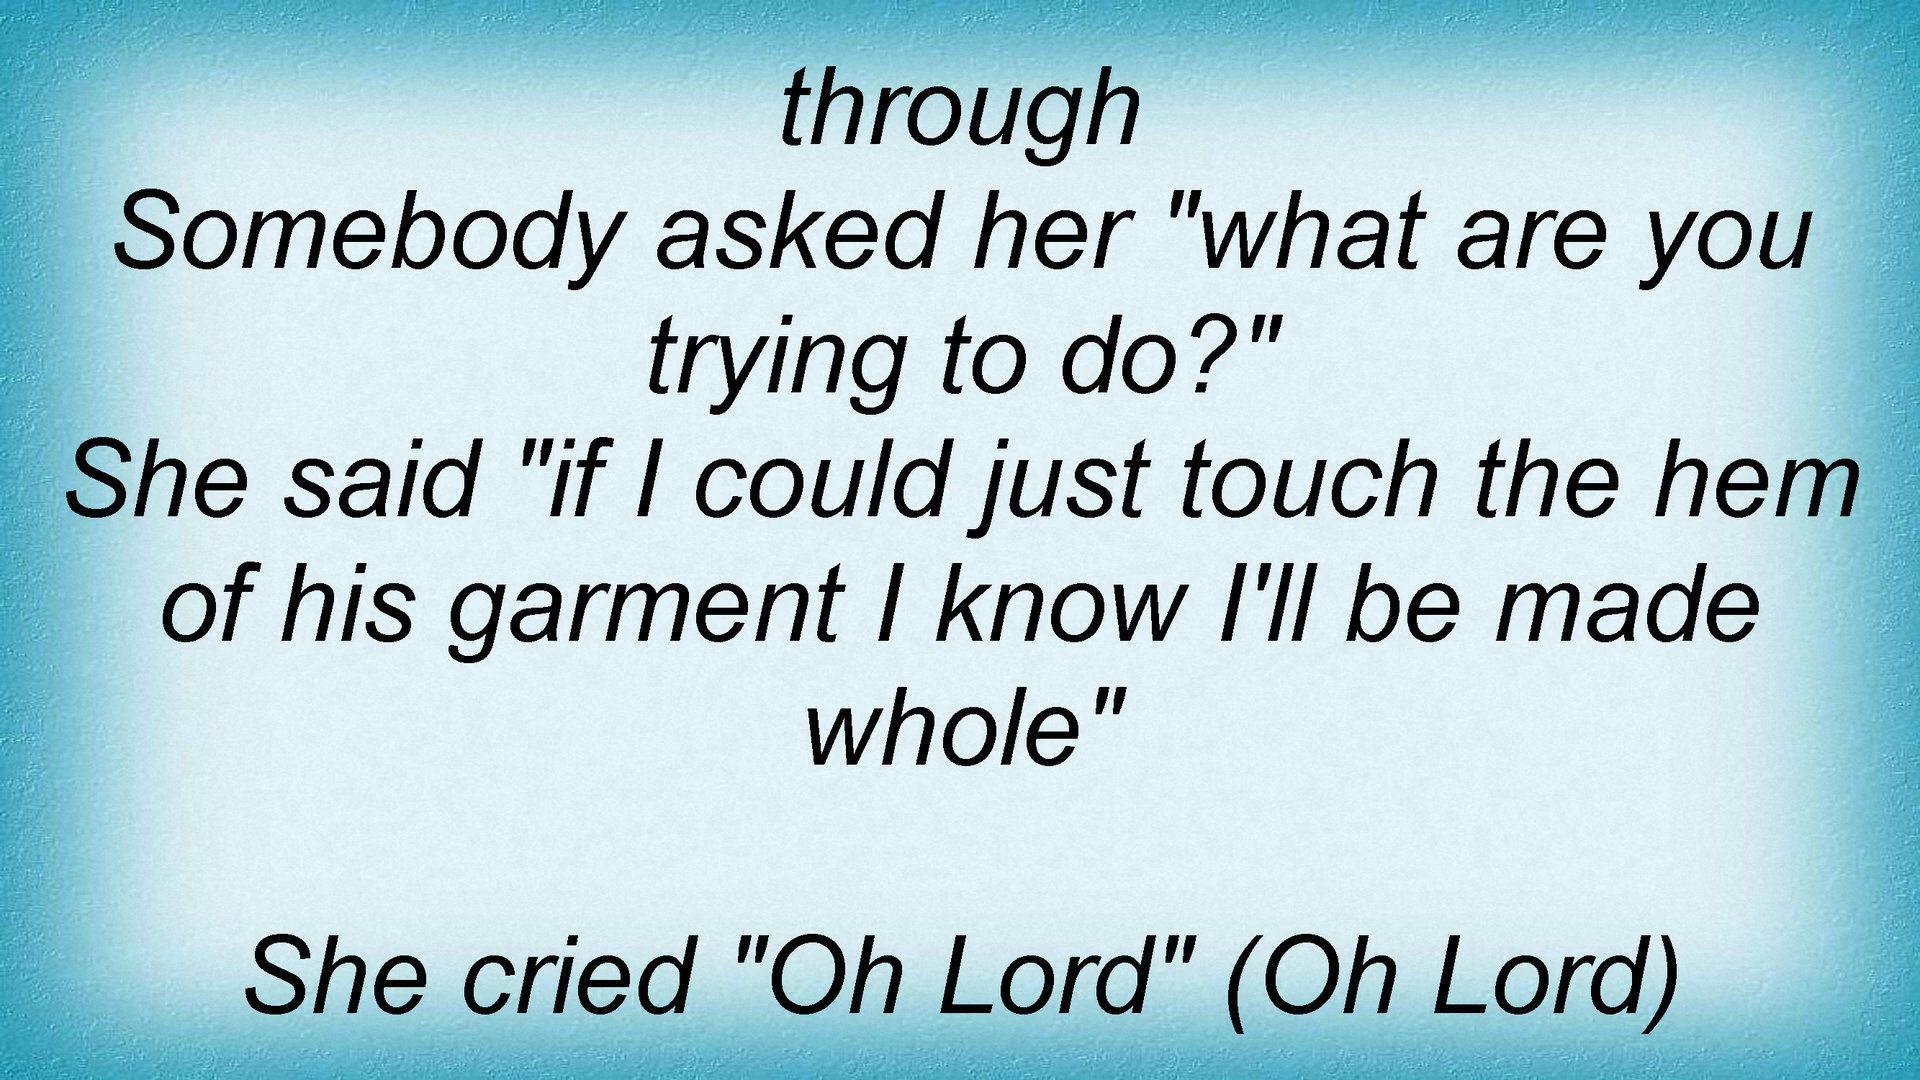 through
Somebody asked her "what are you
trying to do?"
She said "if I could just touch the hem
of his garment I know I'll be made
whole"
She cried "Oh Lord" (Oh Lord)